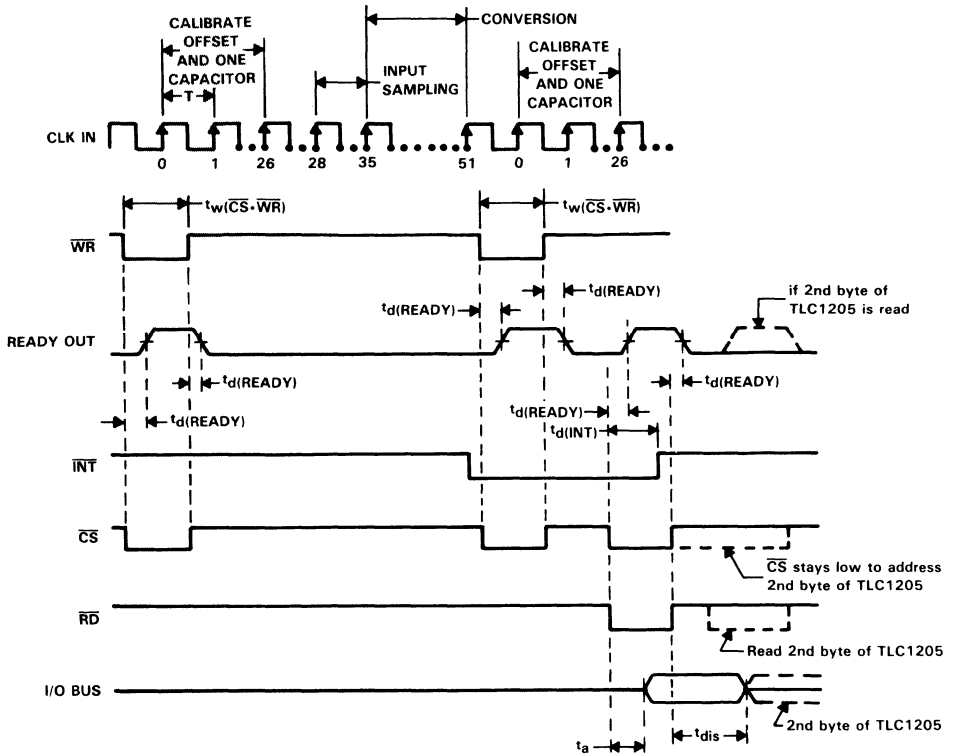 CONVERSION
CALIBRATE
OFFSET
AND ONE
CAPACITOR
T
INPUT
SAMPLING
CALIBRATE
OFFSET
AND ONE
CAPACITOR
CLK IN
0 1 26 28 35 51 0 1 26
tw(CS·WR) tw(CS·WR)
WR
td(READY)
td(READY)
if 2nd byte of
TLC1205 is read
READY OUT
td(READY)
td(READY)
td(READY)
td(READY)
td(INT)
INT
CS
CS stays low to address
2nd byte of TLC1205
RD
Read 2nd byte of TLC1205
I/O BUS
2nd byte of TLC1205
ta
tdis